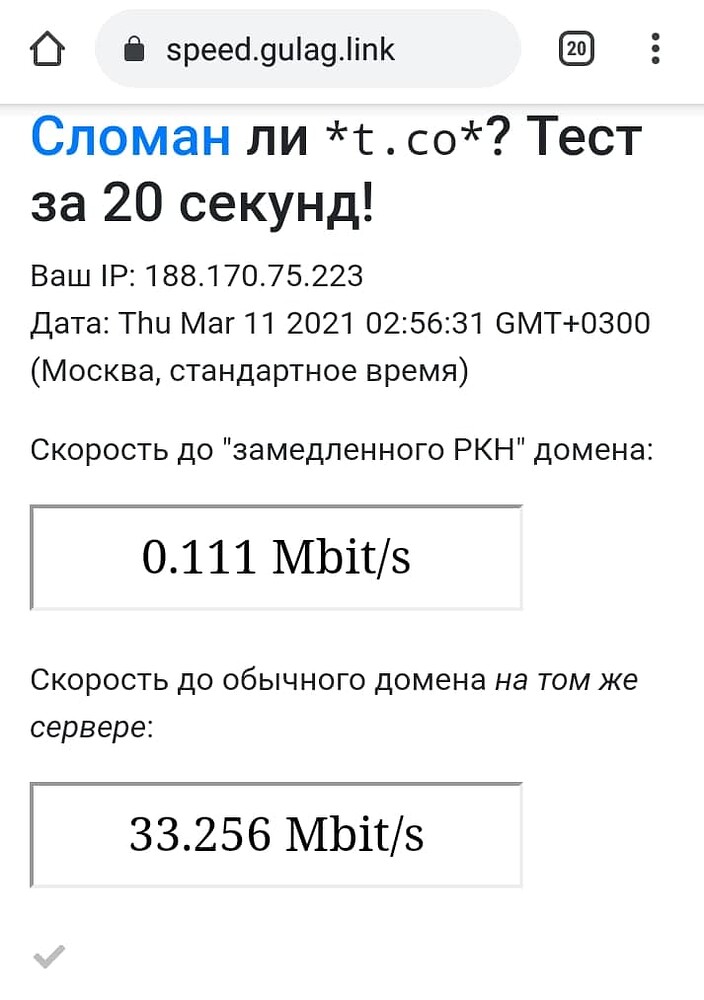 speed.gulag.link
20
Сломан ли *t.co*? Тест
за 20 секунд!
Ваш IP: 188.170.75.223
Дата: Thu Mar 11 2021 02:56:31 GMT+0300
(Москва, стандартное время)
Скорость до "замедленного РКН" домена:
0.111 Mbit/s
Скорость до обычного домена на том же
сервере:
33.256 Mbit/s